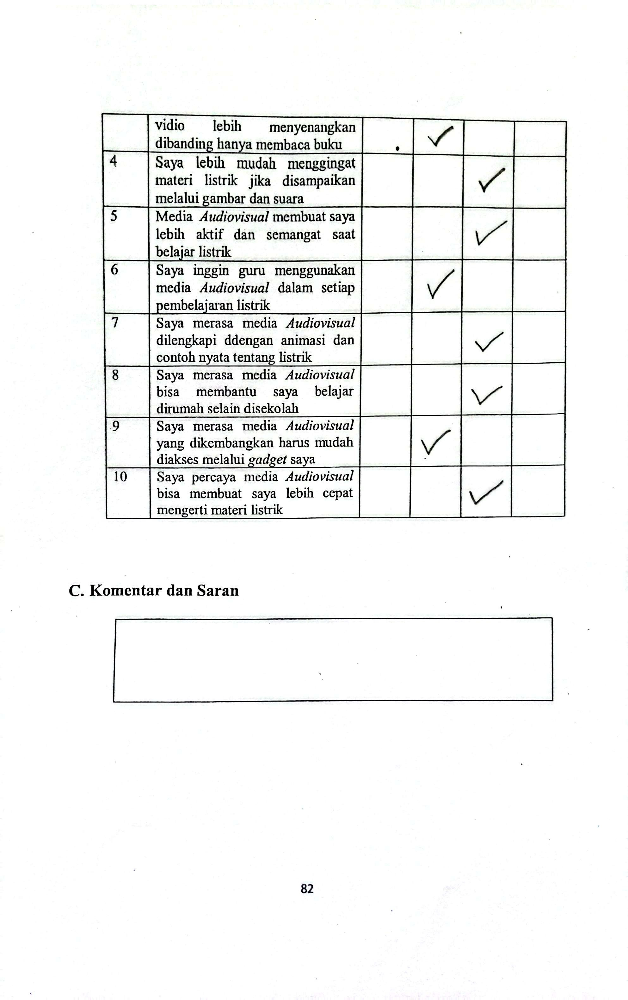 vidio lebih menyenangkan
dibanding hanya membaca buku
✓
4 Saya lebih mudah menggingat
materi listrik jika disampaikan
melalui gambar dan suara
✓
5 Media Audiovisual membuat saya
lebih aktif dan semangat saat
belajar listrik
✓
6 Saya inggin guru menggunakan
media Audiovisual dalam setiap
pembelajaran listrik
✓
7 Saya merasa media Audiovisual
dilengkapi ddengan animasi dan
contoh nyata tentang listrik
✓
8 Saya merasa media Audiovisual
bisa membantu saya belajar
dirumah selain disekolah
✓
9 Saya merasa media Audiovisual
yang dikembangkan harus mudah
diakses melalui gadget saya
✓
10 Saya percaya media Audiovisual
bisa membuat saya lebih cepat
mengerti materi listrik
✓
C. Komentar dan Saran
82